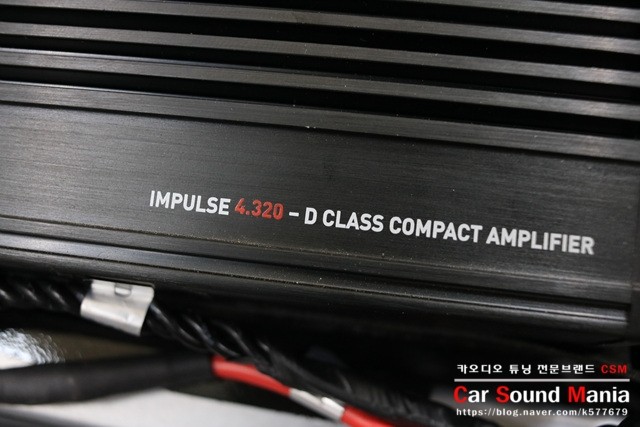 IMPULSE 4.320 – D CLASS COMPACT AMPLIFIER
카오디오 튜닝 전문브랜드 CSM
Car Sound Mania
https://blog.naver.com/k577679